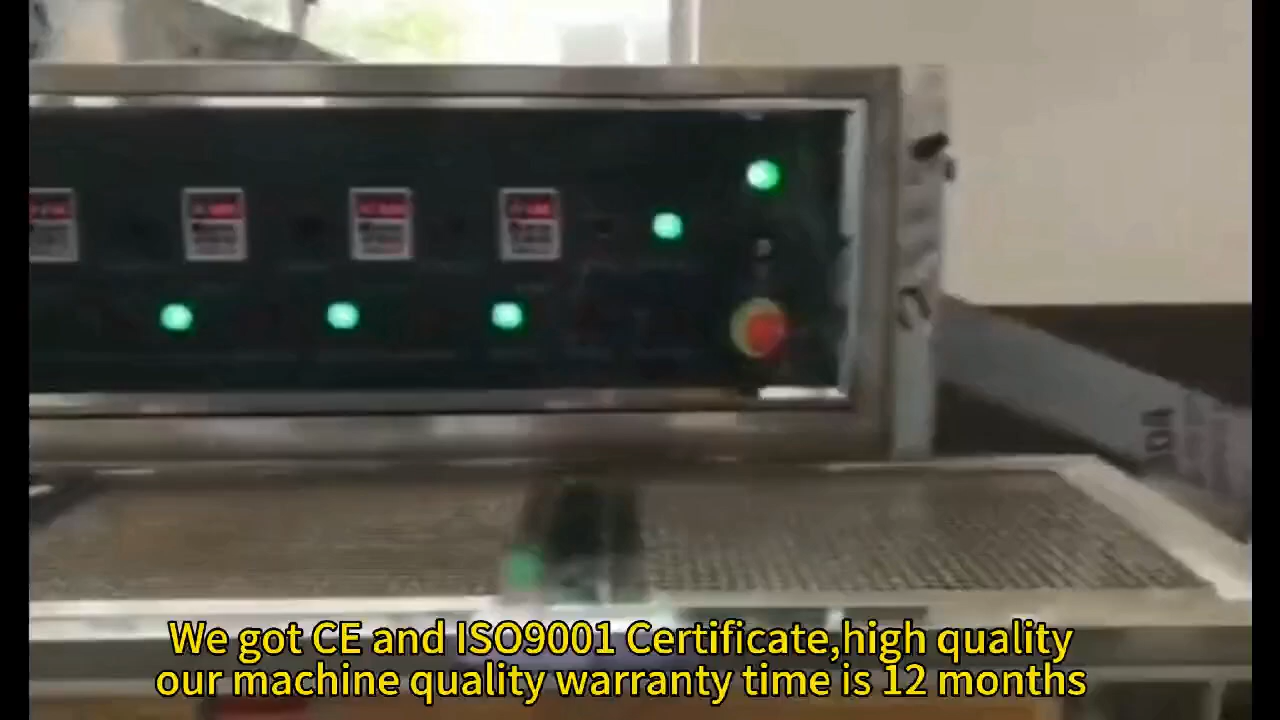 We got CE and ISO9001 Certificate,high quality
our machine quality warranty time is 12 months